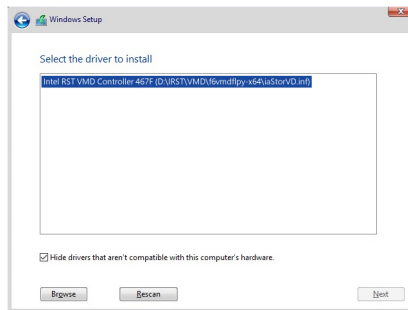 Windows Setup
Select the driver to install
Intel RST VMD Controller 467F (D:\IRST\VMD\f6vmdflpy-x64\iaStorVD.inf)
Hide drivers that aren't compatible with this computer's hardware.
Browse
Rescan
Next